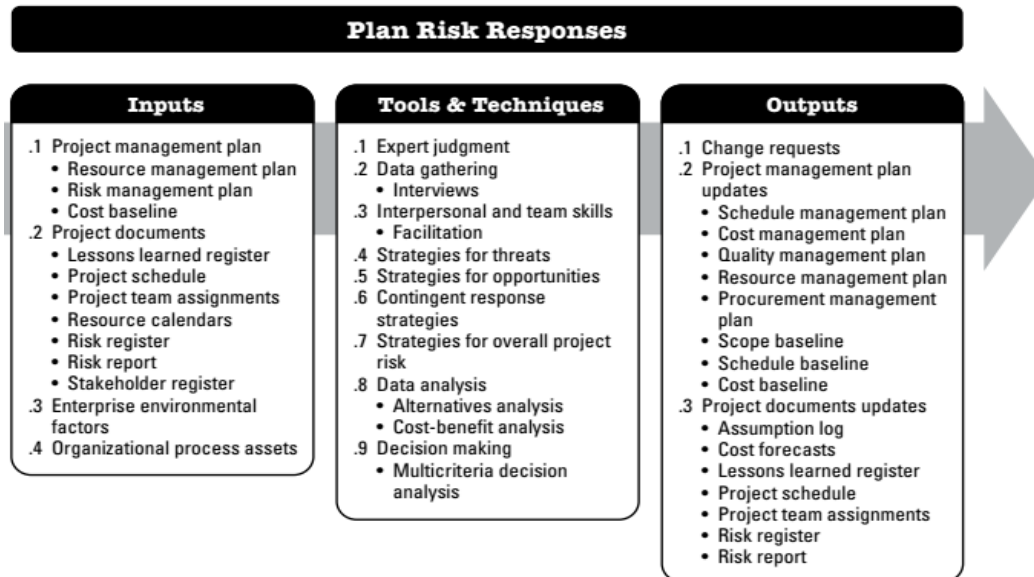 Plan Risk Responses
Inputs
.1 Project management plan
• Resource management plan
• Risk management plan
• Cost baseline
.2 Project documents
• Lessons learned register
• Project schedule
• Project team assignments
• Resource calendars
• Risk register
• Risk report
• Stakeholder register
.3 Enterprise environmental
factors
.4 Organizational process assets
Tools & Techniques
.1 Expert judgment
.2 Data gathering
• Interviews
.3 Interpersonal and team skills
• Facilitation
.4 Strategies for threats
.5 Strategies for opportunities
.6 Contingent response
strategies
.7 Strategies for overall project
risk
.8 Data analysis
• Alternatives analysis
• Cost-benefit analysis
.9 Decision making
• Multicriteria decision
analysis
Outputs
.1 Change requests
.2 Project management plan
updates
• Schedule management plan
• Cost management plan
• Quality management plan
• Resource management plan
• Procurement management
plan
• Scope baseline
• Schedule baseline
• Cost baseline
.3 Project documents updates
• Assumption log
• Cost forecasts
• Lessons learned register
• Project schedule
• Project team assignments
• Risk register
• Risk report